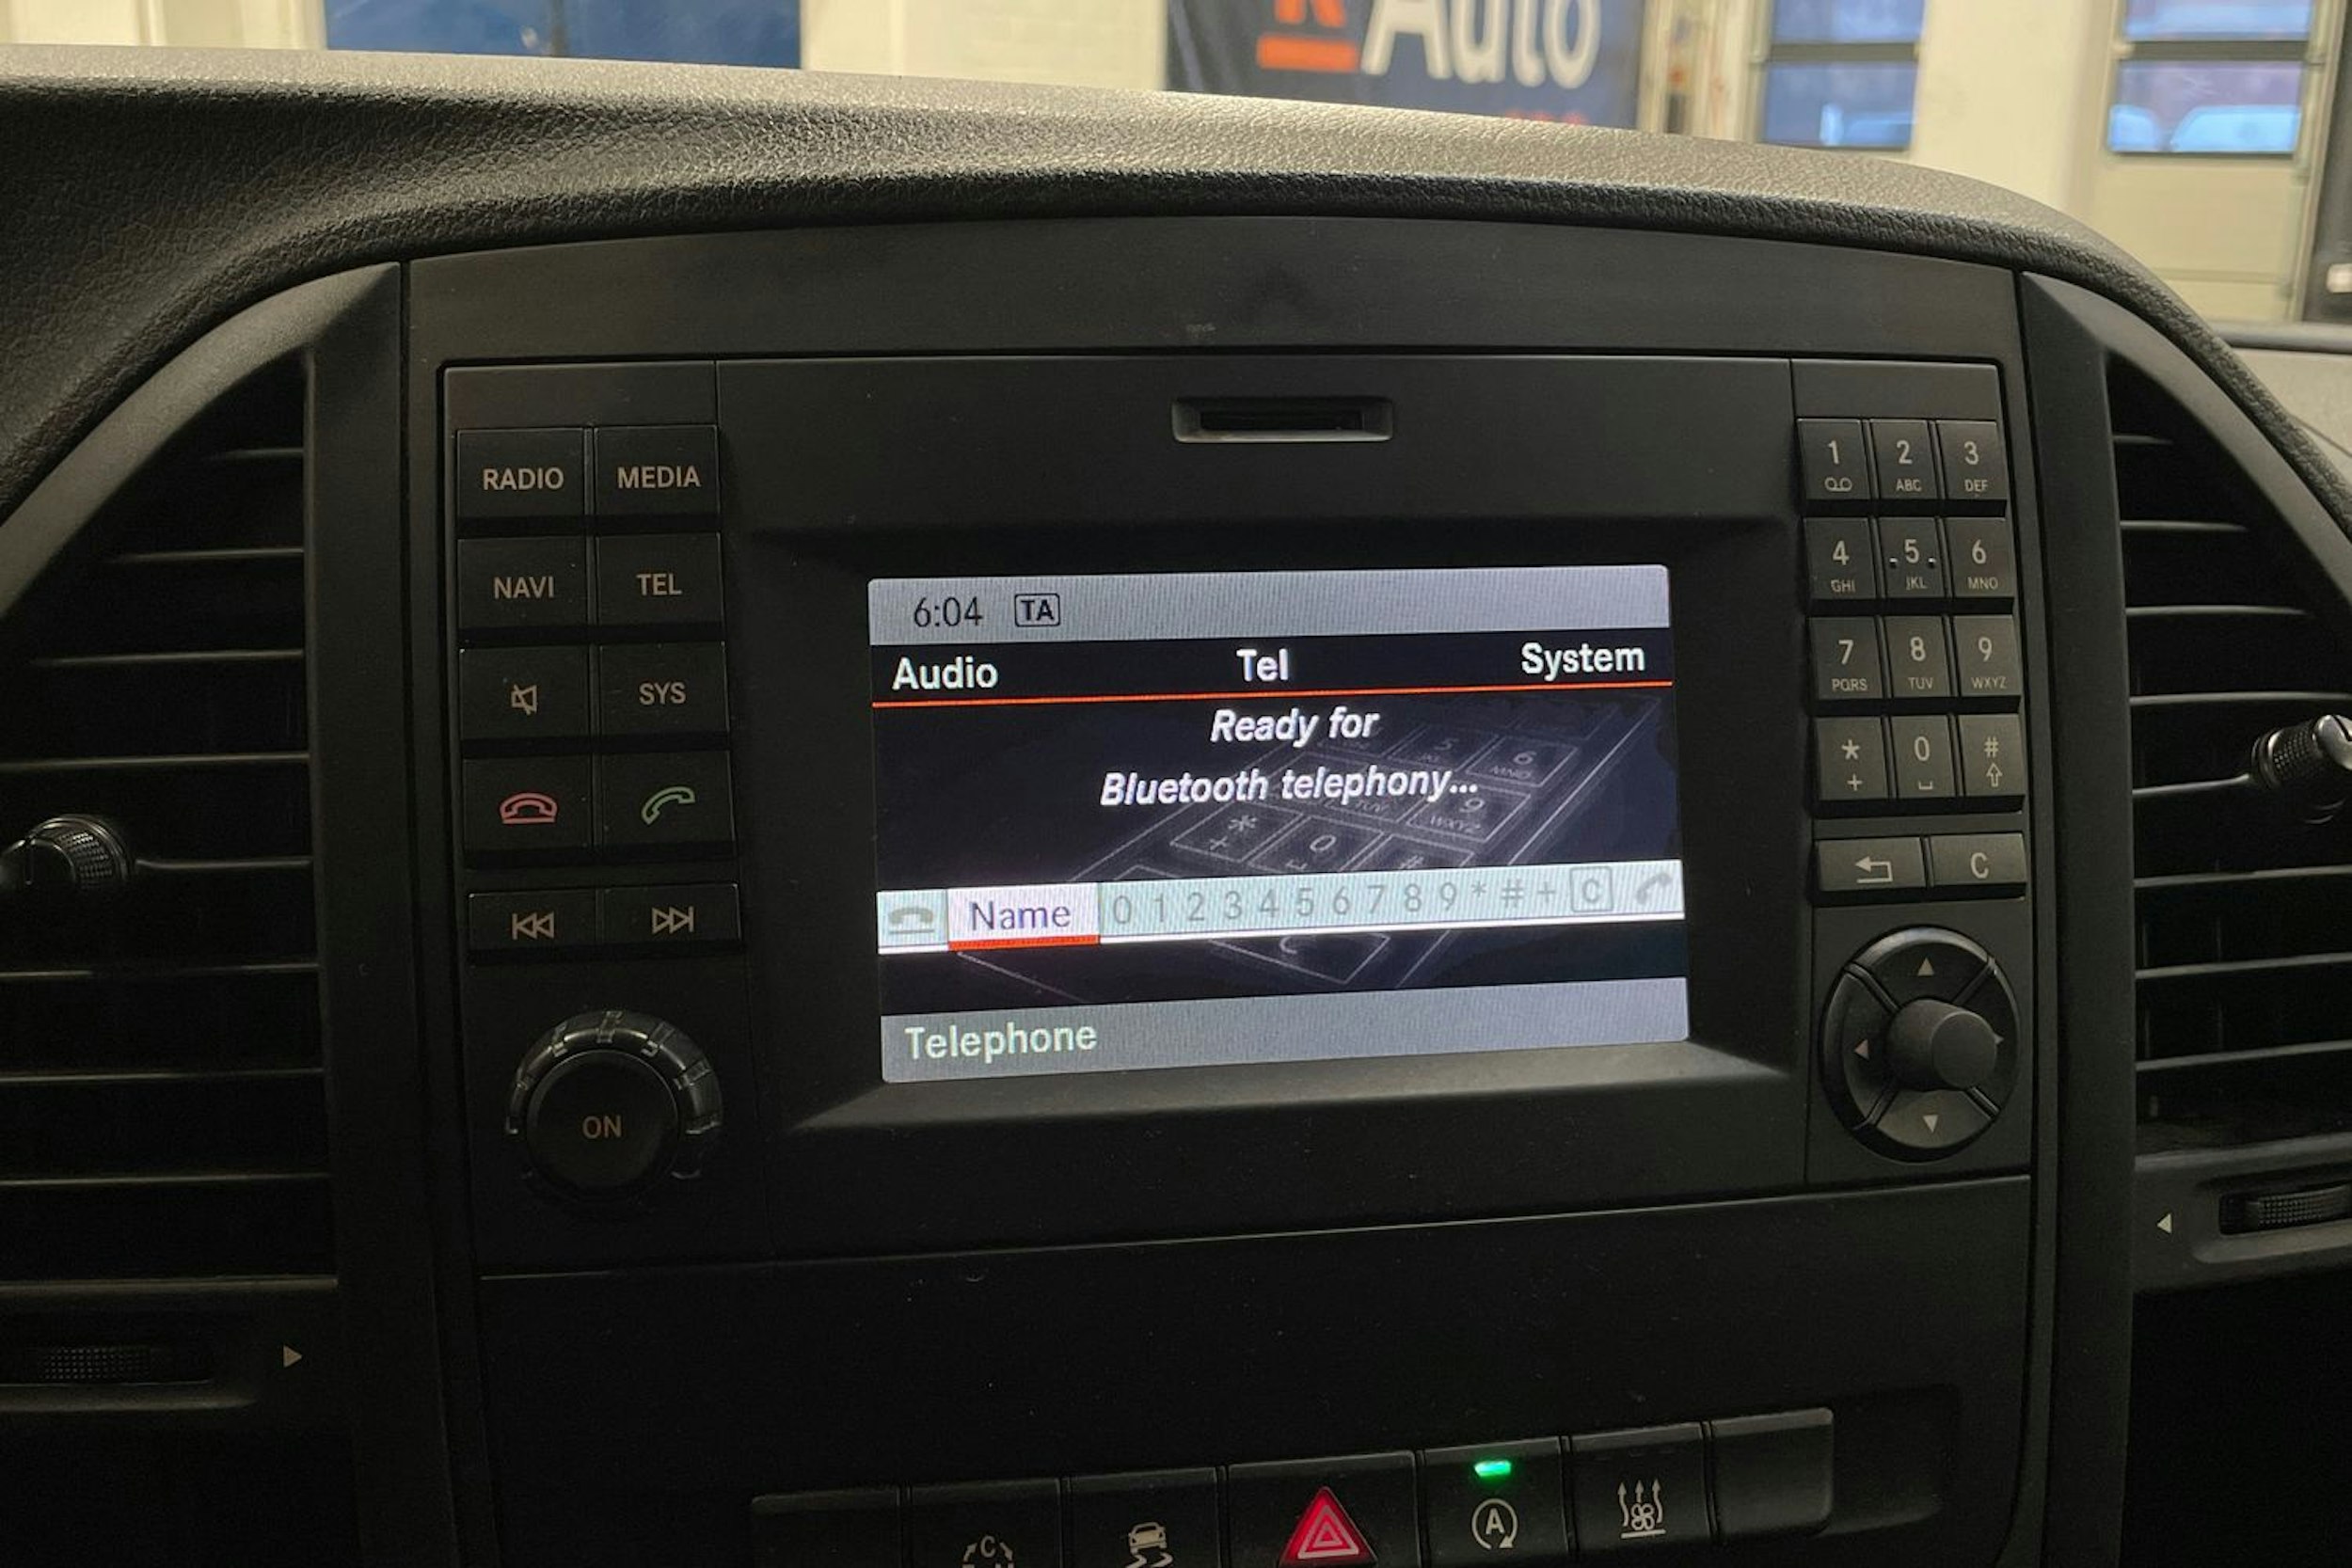 Auto
RADIO MEDIA
NAVI TEL
SYS
ON
6:04 TA
Audio Tel System
Ready for
Bluetooth telephony...
Name 0 1 2 3 4 5 6 7 8 9 * # + C
Telephone
1 2 3
ABC DEF
4 5 6
GHI JKL MNO
7 8 9
PQRS TUV WXYZ
* 0 #
+
C
A
C